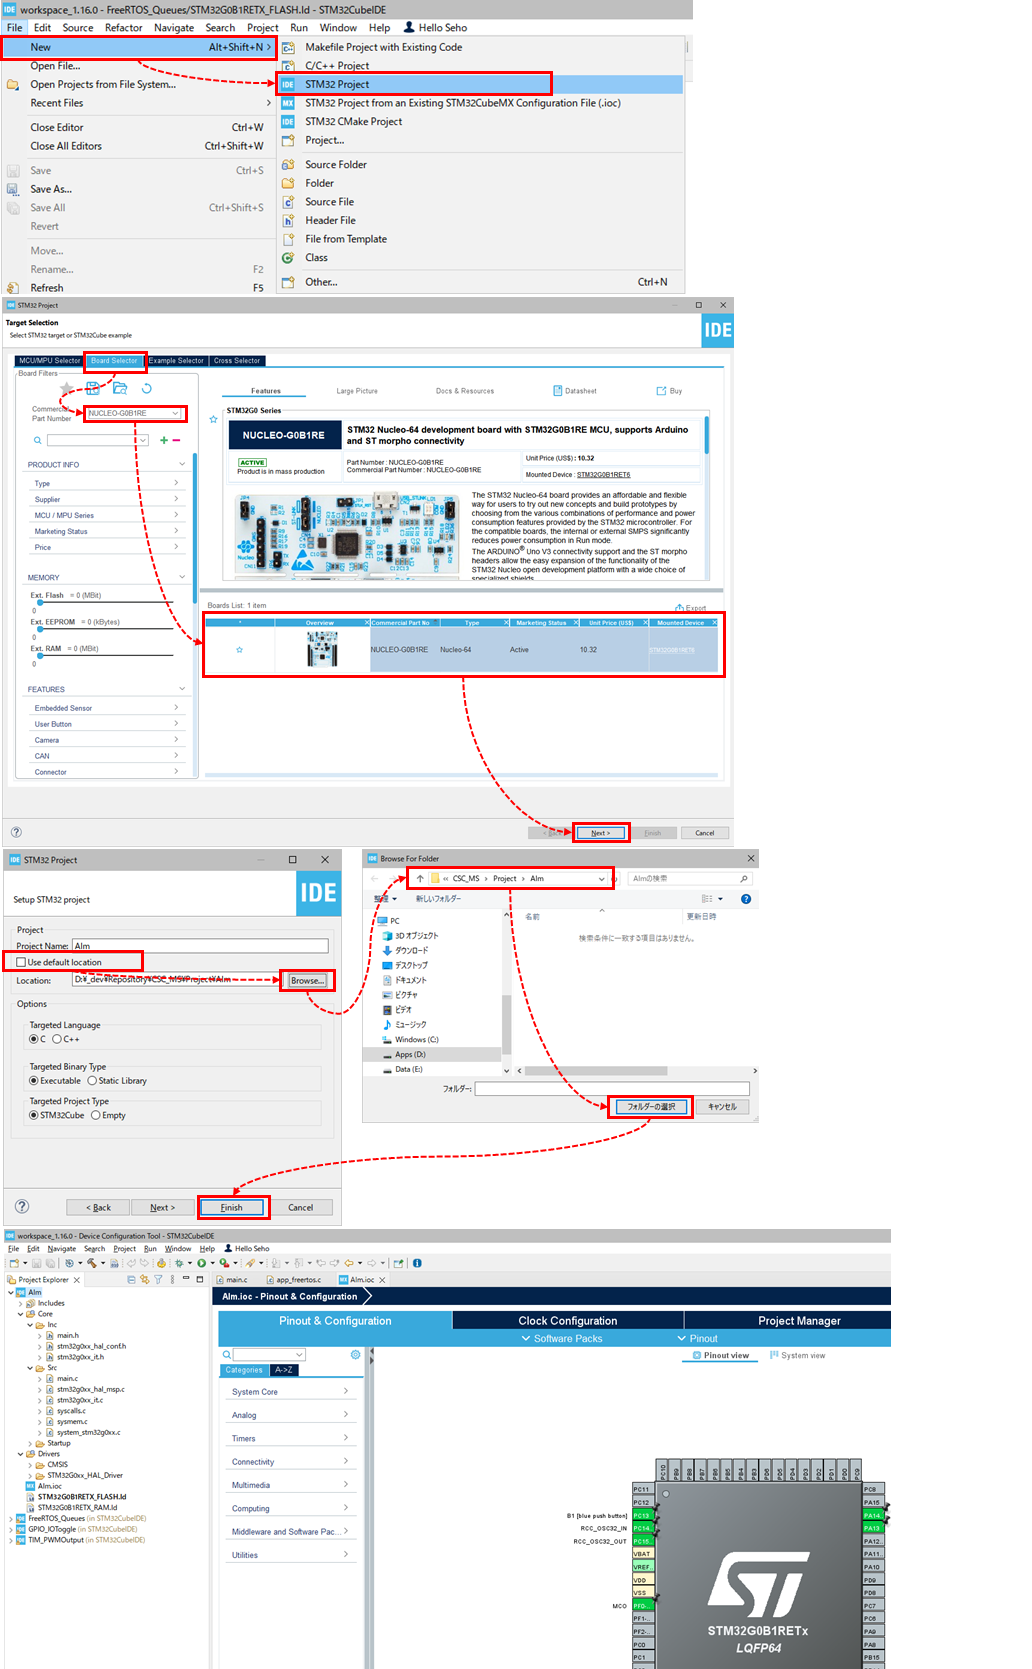 workspace_1.16.0 - FreeRTOS_Queues/STM32G0B1RETX_FLASH.ld - STM32CubeIDE
File Edit Source Refactor Navigate Search Project Run Window Help Hello Seho
New Alt+Shift+N >
Open File...
Open Projects from File System...
Recent Files >
Close Editor Ctrl+W
Close All Editors Ctrl+Shift+W
Save Ctrl+S
Save As...
Save All Ctrl+Shift+S
Revert
Move...
Rename... F2
Refresh F5
Makefile Project with Existing Code
C/C++ Project
STM32 Project
STM32 Project from an Existing STM32CubeMX Configuration File (.ioc)
STM32 CMake Project
Project...
Source Folder
Folder
Source File
Header File
File from Template
Class
Other... Ctrl+N
STM32 Project
Target Selection
Select STM32 target or STM32Cube example
IDE
MCU/MPU Selector Board Selector Example Selector Cross Selector
Board Filters
Commercial
Part Number
NUCLEO-G0B1RE
PRODUCT INFO
Type
Supplier
MCU / MPU Series
Marketing Status
Price
MEMORY
Ext. Flash = 0 (MBit)
0
Ext. EEPROM = 0 (kBytes)
0
Ext. RAM = 0 (MBit)
0
FEATURES
Embedded Sensor
User Button
Camera
CAN
Connector
Features Large Picture Docs & Resources Datasheet Buy
STM32G0 Series
NUCLEO-G0B1RE
STM32 Nucleo-64 development board with STM32G0B1RE MCU, supports Arduino
and ST morpho connectivity
ACTIVE
Product is in mass production
Part Number : NUCLEO-G0B1RE
Commercial Part Number : NUCLEO-G0B1RE
Unit Price (US$) : 10.32
Mounted Device : STM32G0B1RET6
The STM32 Nucleo-64 board provides an affordable and flexible
way for users to try out new concepts and build prototypes by
choosing from the various combinations of performance and power
consumption features provided by the STM32 microcontroller. For
the compatible boards, the internal or external SMPS significantly
reduces power consumption in Run mode.
The ARDUINO® Uno V3 connectivity support and the ST morpho
headers allow the easy expansion of the functionality of the
STM32 Nucleo open development platform with a wide choice of
specialized shields.
Boards List: 1 item Export
* Overview Commercial Part No Type Marketing Status Unit Price (US$) Mounted Device
NUCLEO-G0B1RE Nucleo-64 Active 10.32 STM32G0B1RET6
< Back Next > Finish Cancel
STM32 Project
Setup STM32 project
IDE
Project
Project Name: Alm
Use default location
Location: D:¥_dev¥Repository¥CSC_MS¥Project¥Alm Browse...
Options
Targeted Language
C C++
Targeted Binary Type
Executable Static Library
Targeted Project Type
STM32Cube Empty
< Back Next > Finish Cancel
Browse For Folder
« CSC_MS > Project > Alm Almの検索
整理 新しいフォルダー
PC
3D オブジェクト
ダウンロード
デスクトップ
ドキュメント
ピクチャ
ビデオ
ミュージック
Windows (C:)
Apps (D:)
Data (E:)
名前 更新日時
検索条件に一致する項目はありません。
フォルダー:
フォルダーの選択 キャンセル
workspace_1.16.0 - Device Configuration Tool - STM32CubeIDE
File Edit Navigate Search Project Run Window Help Hello Seho
Project Explorer
Alm
Includes
Core
Inc
main.h
stm32g0xx_hal_conf.h
stm32g0xx_it.h
Src
main.c
stm32g0xx_hal_msp.c
stm32g0xx_it.c
syscalls.c
sysmem.c
system_stm32g0xx.c
Startup
Drivers
CMSIS
STM32G0xx_HAL_Driver
Alm.ioc
STM32G0B1RETX_FLASH.ld
STM32G0B1RETX_RAM.ld
FreeRTOS_Queues (in STM32CubeIDE)
GPIO_IOToggle (in STM32CubeIDE)
TIM_PWMOutput (in STM32CubeIDE)
main.c app_freertos.c Alm.ioc
Alm.ioc - Pinout & Configuration
Pinout & Configuration Clock Configuration Project Manager
Software Packs Pinout
Pinout view System view
Categories A->Z
System Core
Analog
Timers
Connectivity
Multimedia
Computing
Middleware and Software Pac...
Utilities
PC10 PB9 PB8 PB7 PB6 PB5 PB4 PB3 PD6 PD5 PD4 PD3 PD2 PD1 PD0 PC9
PC11 PC8
PC12 PA15
B1 [blue push button] PC13 PA14
RCC_OSC32_IN PC14 PA13
RCC_OSC32_OUT PC15 PA12
VBAT PA11
VREF PA10
VDD PD9
VSS PD8
MCO PF0-... PC7
PF1-... PC6
PF2-... PA9
PC0 PA8
PC1 PB15
STM32G0B1RETx
LQFP64